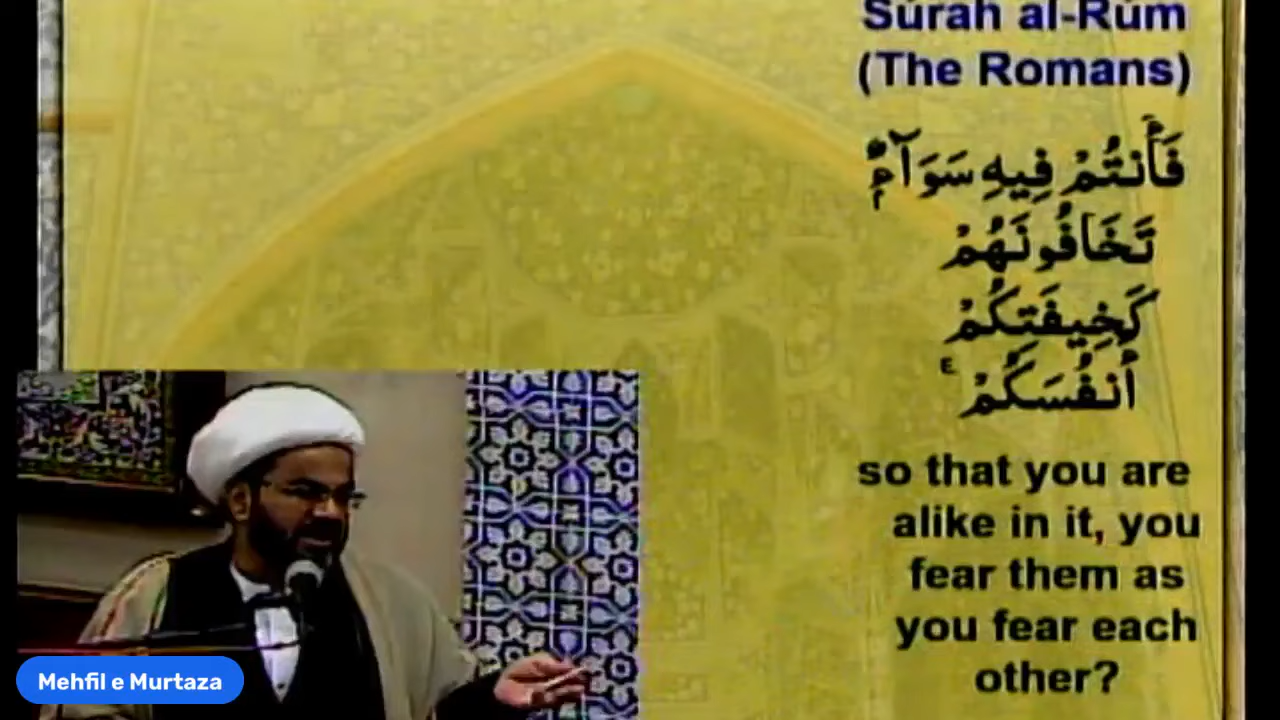 Sūrah al-Rūm
(The Romans)
فَأَنتُمْ فِيهِ سَوَآءٌۭ
تَخَافُونَهُمْ
كَخِيفَتِكُمْ
أَنفُسَكُمْ ۚ
so that you are
alike in it, you
fear them as
you fear each
other?
Mehfil e Murtaza